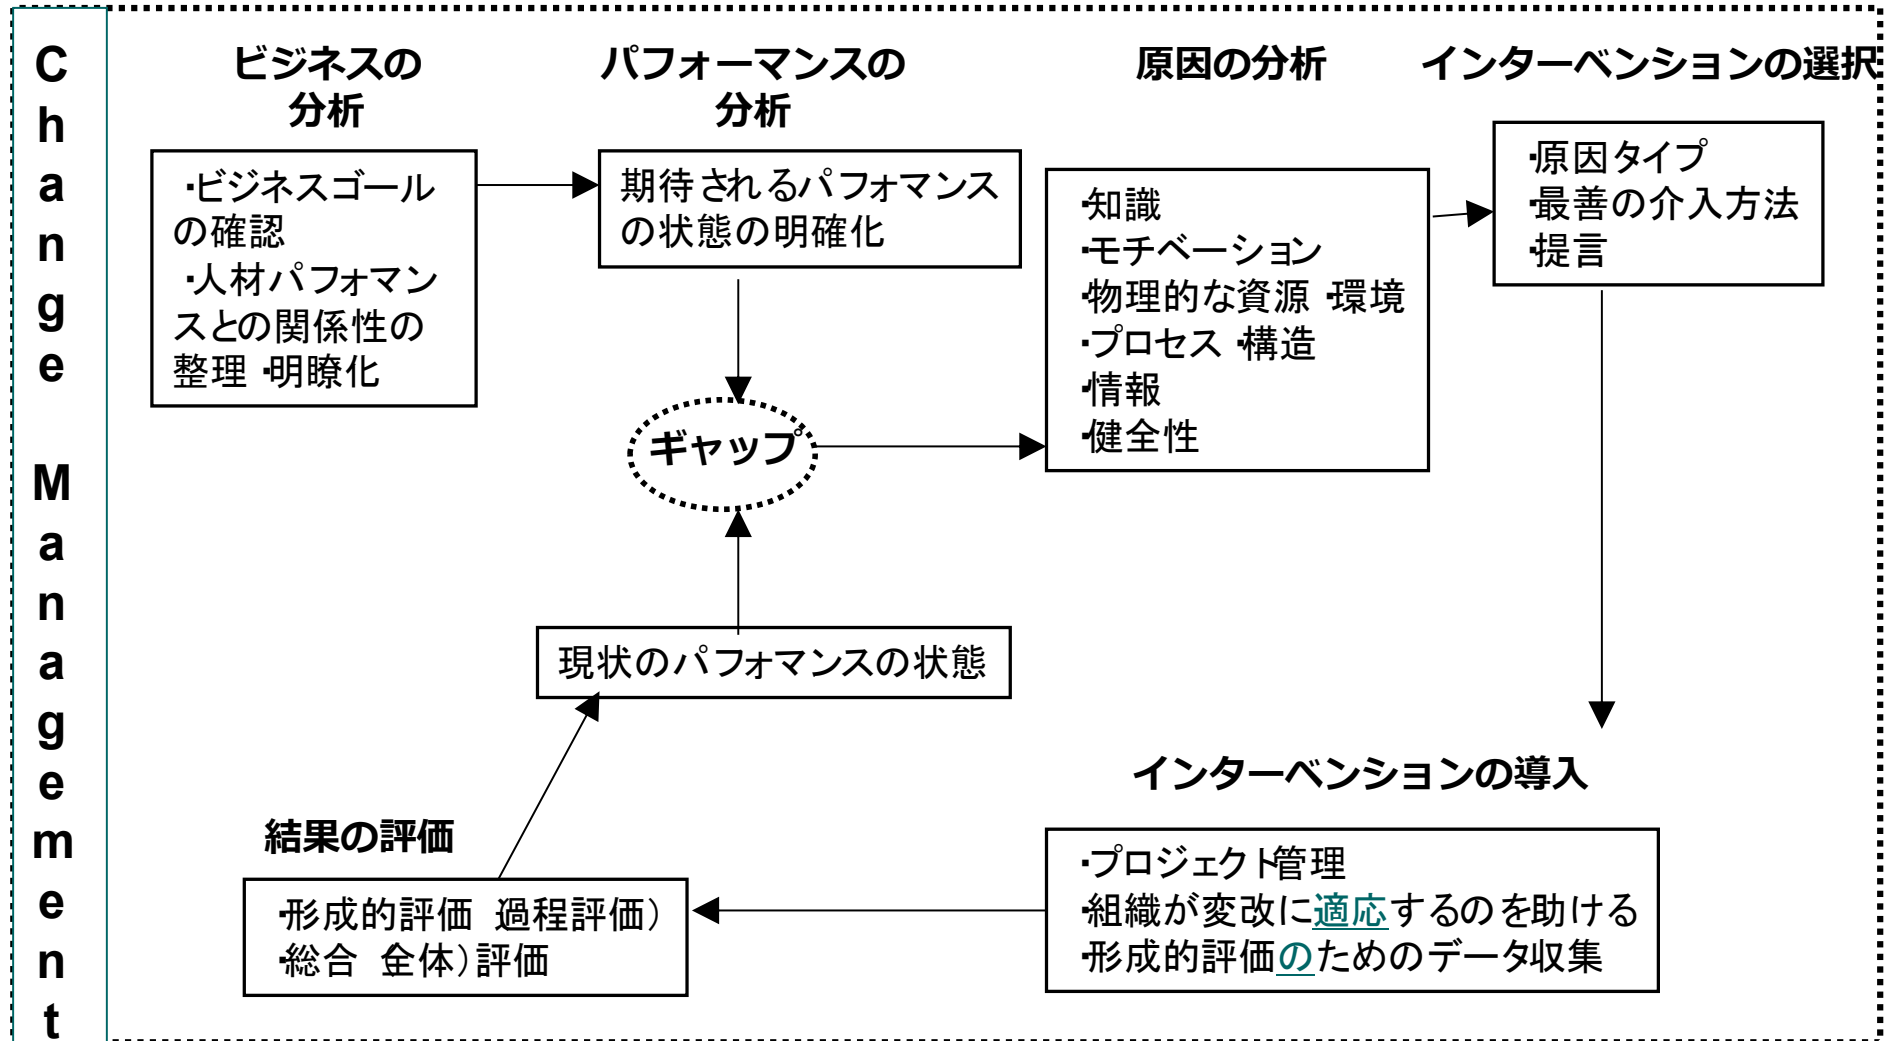 Change Management
ビジネスの
分析
・ビジネスゴール
の確認
・人材パフォマン
スとの関係性の
整理・明瞭化
パフォーマンスの
分析
期待されるパフォマンス
の状態の明確化
ギャップ
現状のパフォマンスの状態
原因の分析
・知識
・モチベーション
・物理的な資源・環境
・プロセス・構造
・情報
・健全性
インターベンションの選択
・原因タイプ
・最善の介入方法
・提言
インターベンションの導入
・プロジェクト管理
・組織が変改に適応するのを助ける
・形成的評価のためのデータ収集
結果の評価
・形成的評価 過程評価）
・総合 全体）評価